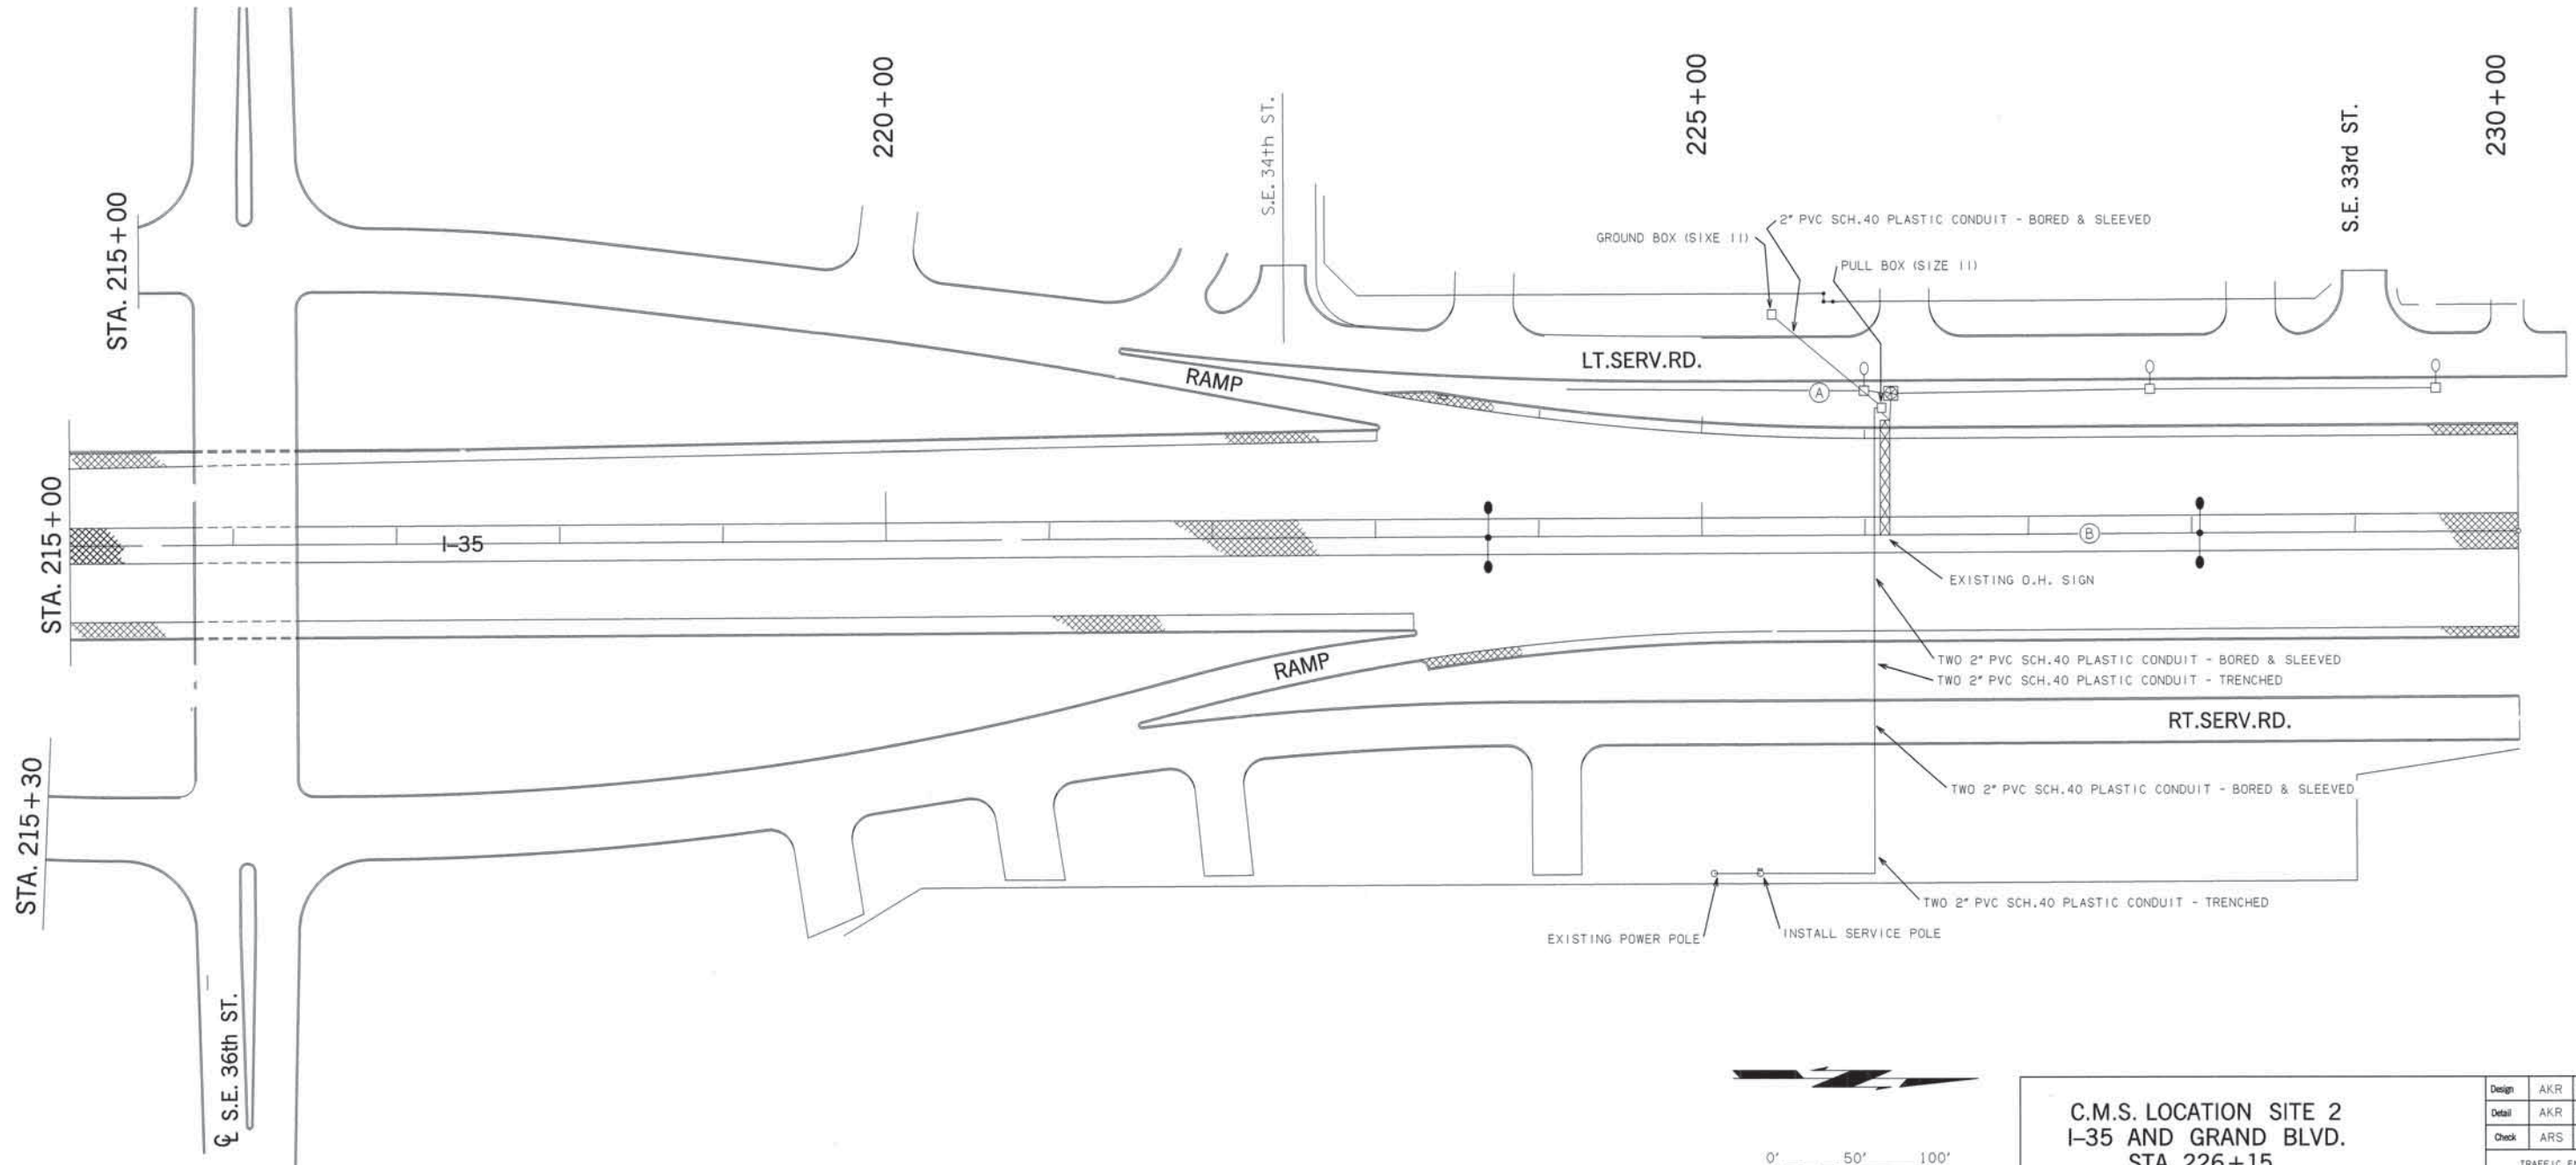 220+00
225+00
230+00
S.E. 34th ST.
S.E. 33rd ST.
STA. 215+00
2" PVC SCH.40 PLASTIC CONDUIT - BORED & SLEEVED
GROUND BOX (SIXE II)
PULL BOX (SIZE II)
LT.SERV.RD.
RAMP
A
STA. 215+00
I-35
B
EXISTING O.H. SIGN
RAMP
TWO 2" PVC SCH.40 PLASTIC CONDUIT - BORED & SLEEVED
TWO 2" PVC SCH.40 PLASTIC CONDUIT - TRENCHED
RT.SERV.RD.
STA. 215+30
TWO 2" PVC SCH.40 PLASTIC CONDUIT - BORED & SLEEVED
TWO 2" PVC SCH.40 PLASTIC CONDUIT - TRENCHED
EXISTING POWER POLE
INSTALL SERVICE POLE
℄ S.E. 36th ST.
N
0' 50' 100'
C.M.S. LOCATION SITE 2
I-35 AND GRAND BLVD.
STA. 226+15
Design AKR
Detail AKR
Check ARS